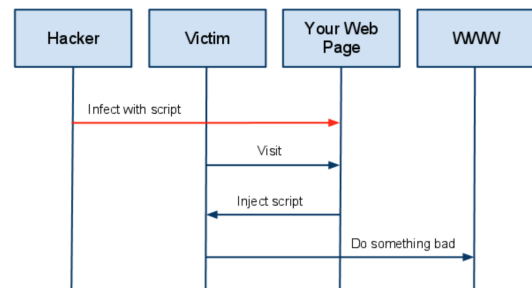 Hacker
Victim
Your Web
Page
WWW
Infect with script
Visit
Inject script
Do something bad